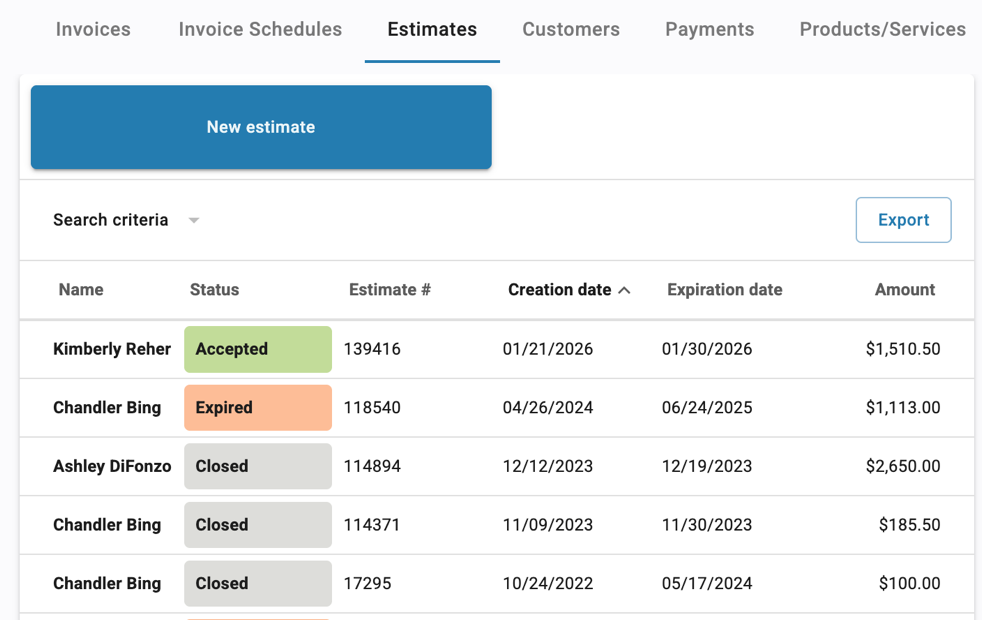 Invoices Invoice Schedules Estimates Customers Payments Products/Services
New estimate
Search criteria Export
Name Status Estimate # Creation date Expiration date Amount
Kimberly Reher Accepted 139416 01/21/2026 01/30/2026 $1,510.50
Chandler Bing Expired 118540 04/26/2024 06/24/2025 $1,113.00
Ashley DiFonzo Closed 114894 12/12/2023 12/19/2023 $2,650.00
Chandler Bing Closed 114371 11/09/2023 11/30/2023 $185.50
Chandler Bing Closed 17295 10/24/2022 05/17/2024 $100.00